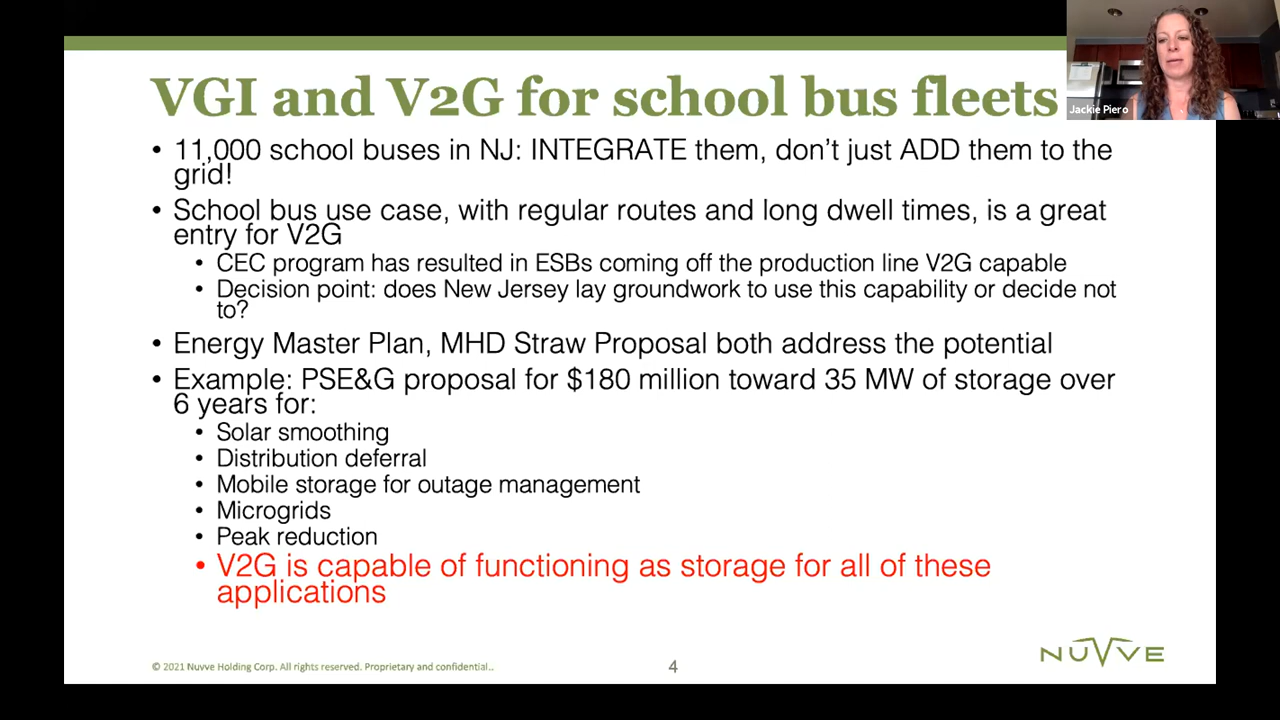 VGI and V2G for school bus fleets
Jackie Piero
• 11,000 school buses in NJ: INTEGRATE them, don't just ADD them to the
grid!
• School bus use case, with regular routes and long dwell times, is a great
entry for V2G
• CEC program has resulted in ESBs coming off the production line V2G capable
• Decision point: does New Jersey lay groundwork to use this capability or decide not
to?
• Energy Master Plan, MHD Straw Proposal both address the potential
• Example: PSE&G proposal for $180 million toward 35 MW of storage over
6 years for:
• Solar smoothing
• Distribution deferral
• Mobile storage for outage management
• Microgrids
• Peak reduction
• V2G is capable of functioning as storage for all of these
applications
© 2021 Nuvve Holding Corp. All rights reserved. Proprietary and confidential..
4
NUVVE